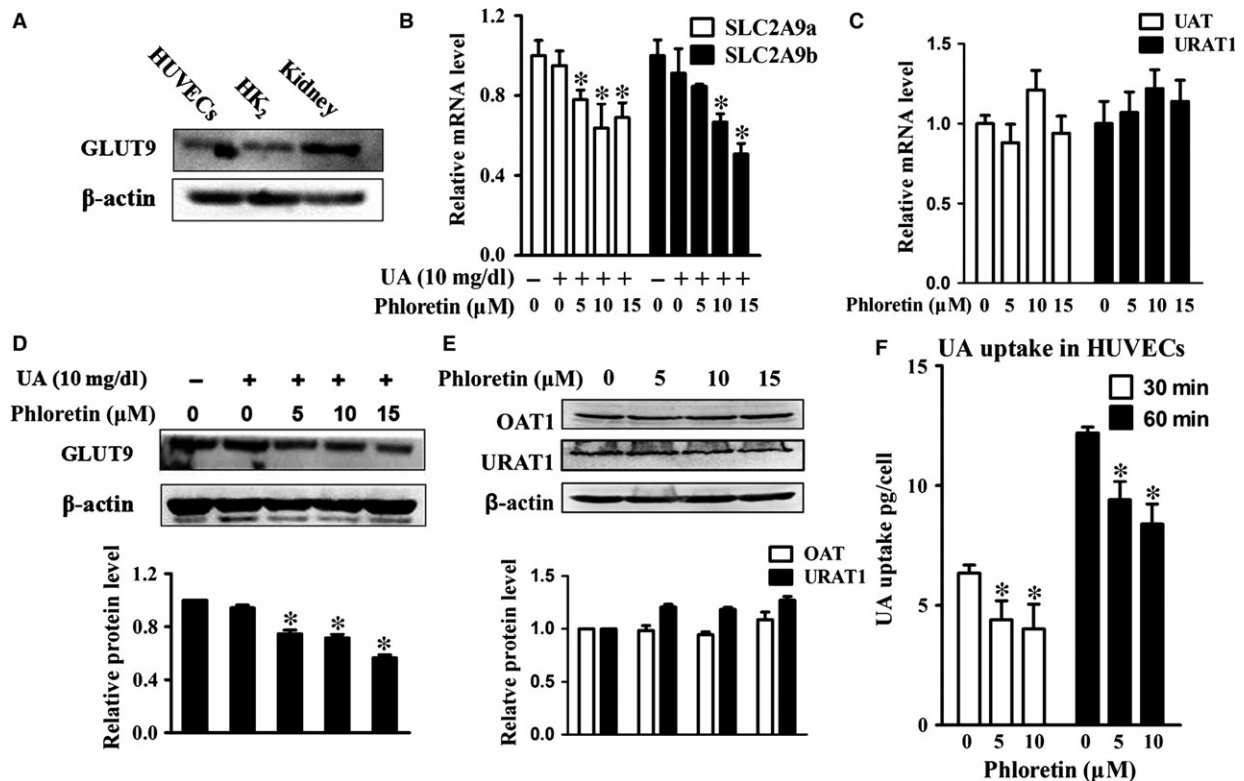 A
HUVECs
HK2
Kidney
GLUT9
β-actin
B
SLC2A9a
SLC2A9b
Relative mRNA level
1.2
0.8
0.4
0.0
* * * * *
UA (10 mg/dl) – + + + + – + + + +
Phloretin (µM) 0 0 5 10 15 0 0 5 10 15
C
UAT
URAT1
Relative mRNA level
1.5
1.0
0.5
0.0
Phloretin (µM) 0 5 10 15 0 5 10 15
D
UA (10 mg/dl) – + + + +
Phloretin (µM) 0 0 5 10 15
GLUT9
β-actin
Relative protein level
1.2
0.8
0.4
0.0
* * *
E
Phloretin (µM) 0 5 10 15
OAT1
URAT1
β-actin
OAT
URAT1
Relatve protein level
1.5
1.0
0.5
0.0
F
UA uptake in HUVECs
30 min
60 min
UA uptake pg/cell
15
10
5
0
* * * *
0 5 10 0 5 10
Phloretin (µM)